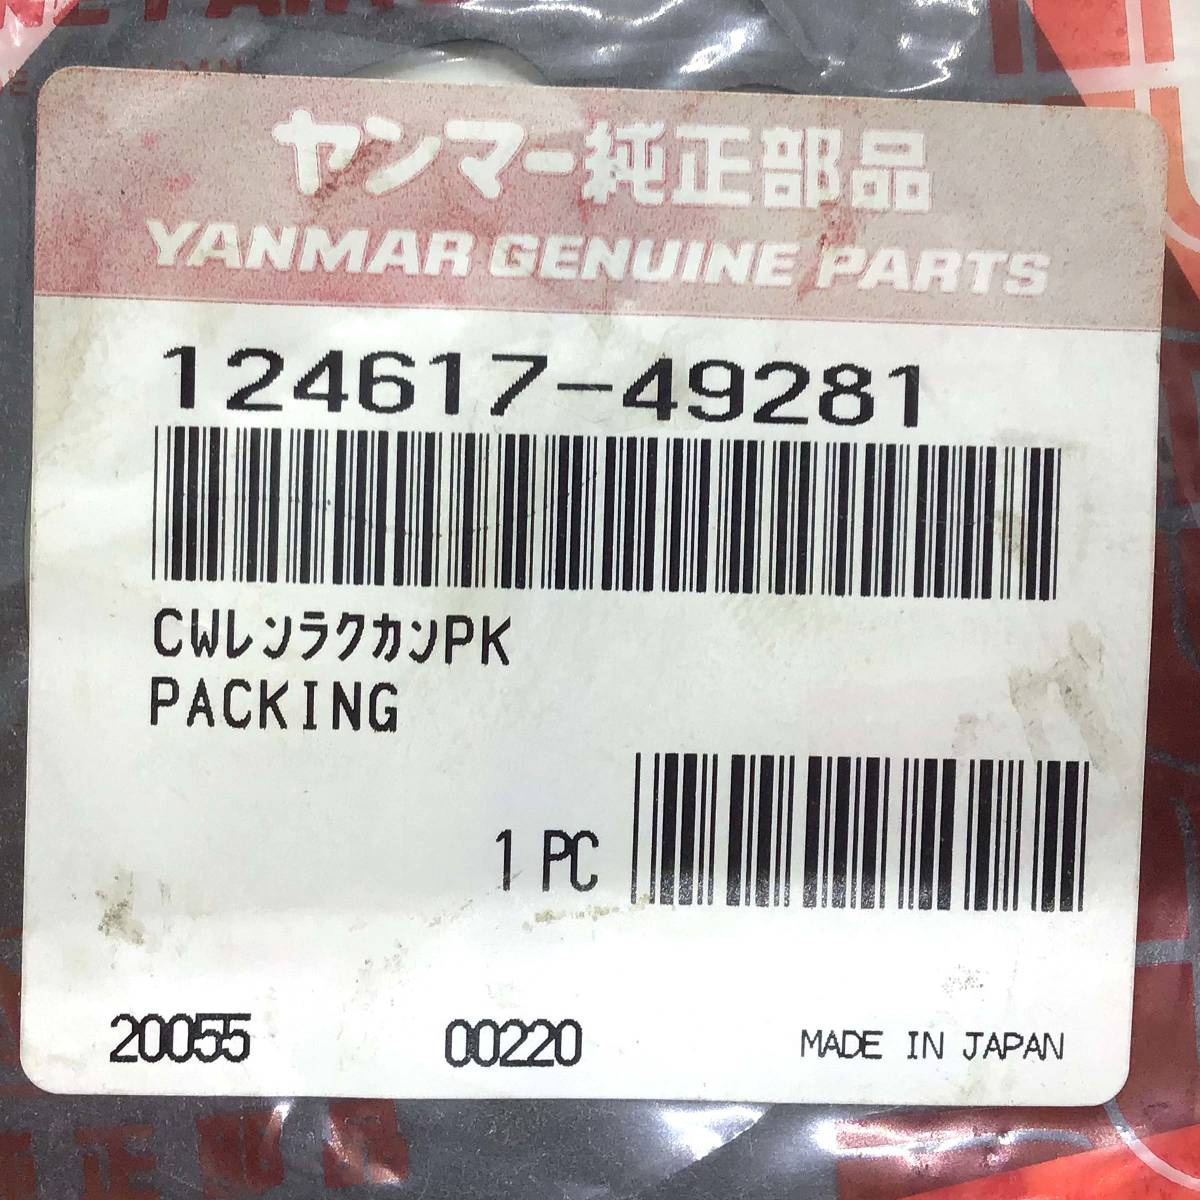 ヤンマー純正部品
YANMAR GENUINE PARTS
124617-49281
CWレンラクカンPK
PACKING
1 PC
20055 00220 MADE IN JAPAN